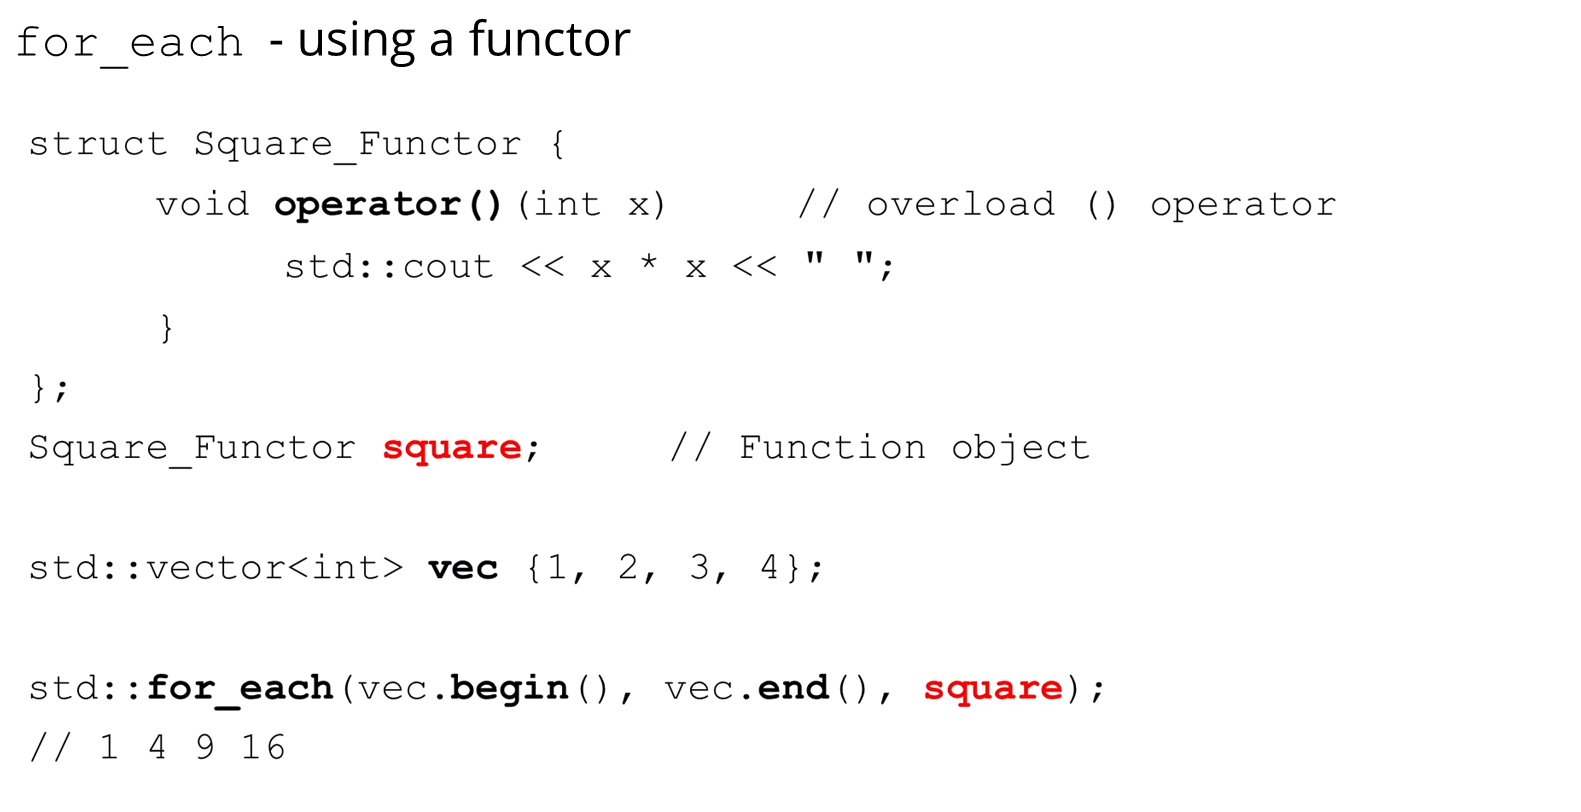 for_each - using a functor
struct Square_Functor {
void operator()(int x) // overload () operator
std::cout << x * x << " ";
}
};
Square_Functor square; // Function object
std::vector<int> vec {1, 2, 3, 4};
std::for_each(vec.begin(), vec.end(), square);
// 1 4 9 16